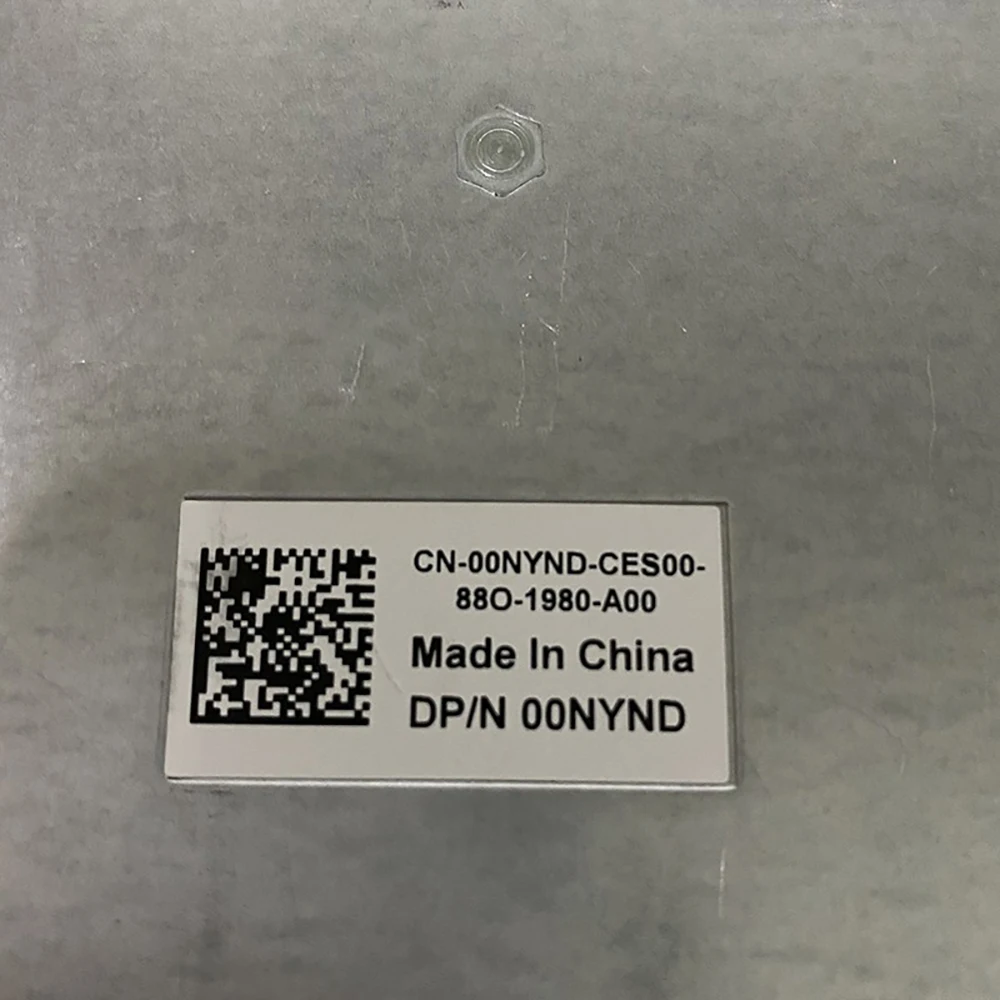 CN-00NYND-CES00-
88O-1980-A00
Made In China
DP/N 00NYND